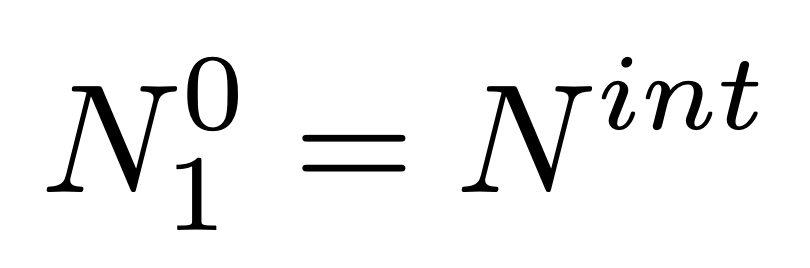 $N_1^0 = N^{int}$